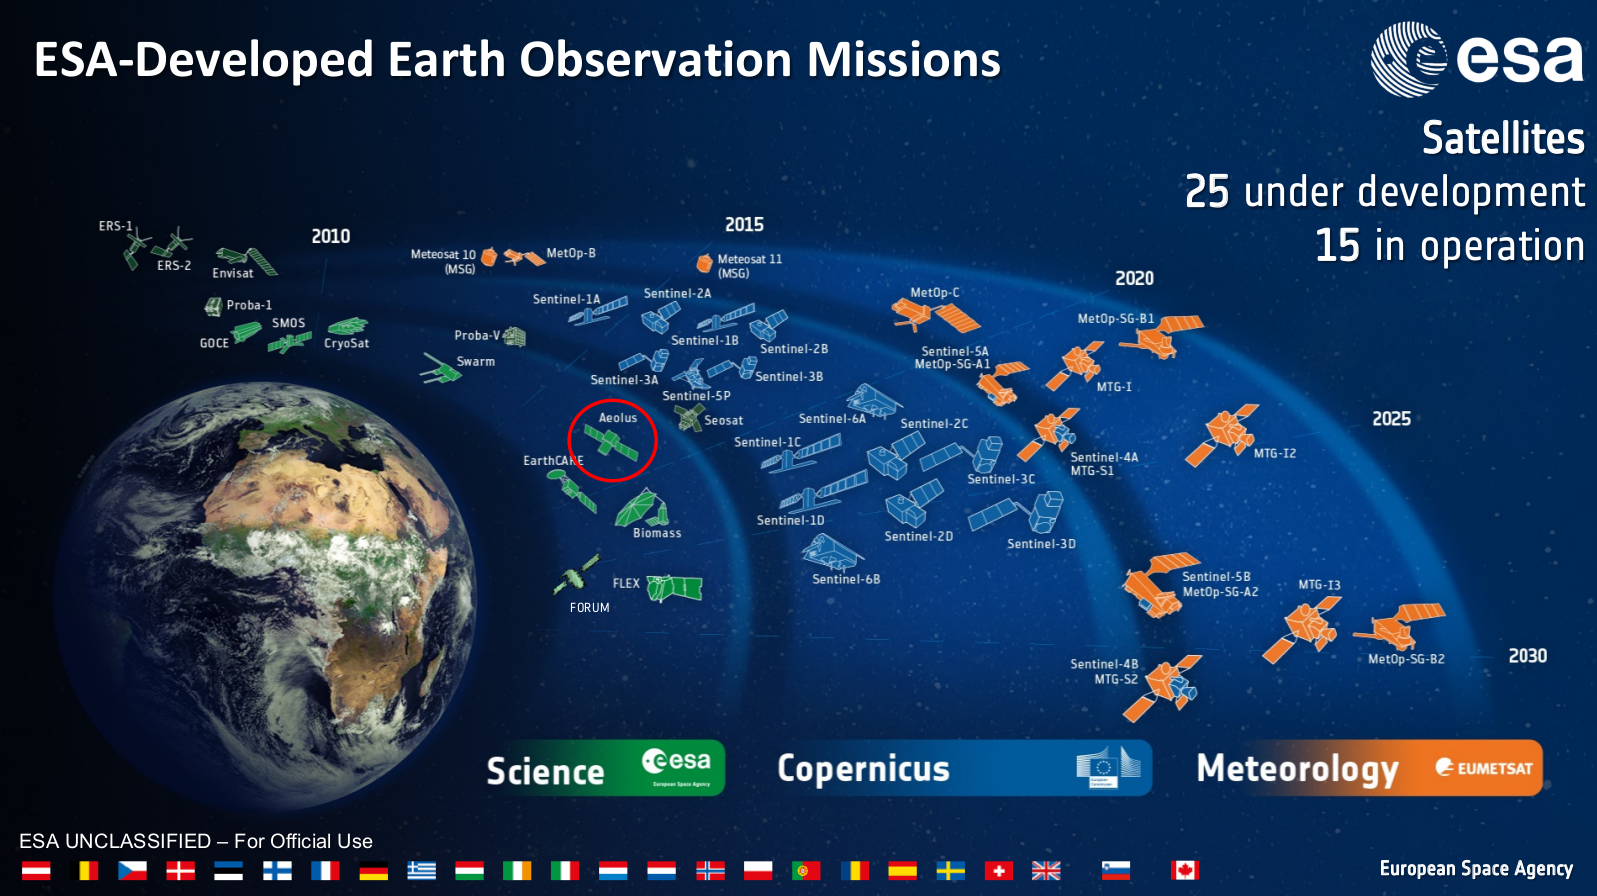 ESA-Developed Earth Observation Missions
esa
Satellites
25 under development
15 in operation
ERS-1
ERS-2
Envisat
2010
Meteosat 10
(MSG)
MetOp-B
2015
Meteosat 11
(MSG)
2020
Proba-1
GOCE
SMOS
CryoSat
Proba-V
Swarm
Sentinel-1A
Sentinel-2A
Sentinel-1B
Sentinel-2B
Sentinel-3A
Sentinel-3B
Sentinel-5P
MetOp-C
MetOp-SG-B1
Sentinel-5A
MetOp-SG-A1
MTG-I
Aeolus
Seosat
Sentinel-6A
Sentinel-2C
2025
EarthCARE
Sentinel-1C
Sentinel-3C
Sentinel-4A
MTG-S1
MTG-I2
Biomass
Sentinel-1D
Sentinel-2D
Sentinel-3D
FORUM
FLEX
Sentinel-6B
Sentinel-5B
MetOp-SG-A2
MTG-I3
MetOp-SG-B2
2030
Sentinel-4B
MTG-S2
Science
esa
European Space Agency
Copernicus
European
Commission
Meteorology
EUMETSAT
ESA UNCLASSIFIED – For Official Use
European Space Agency